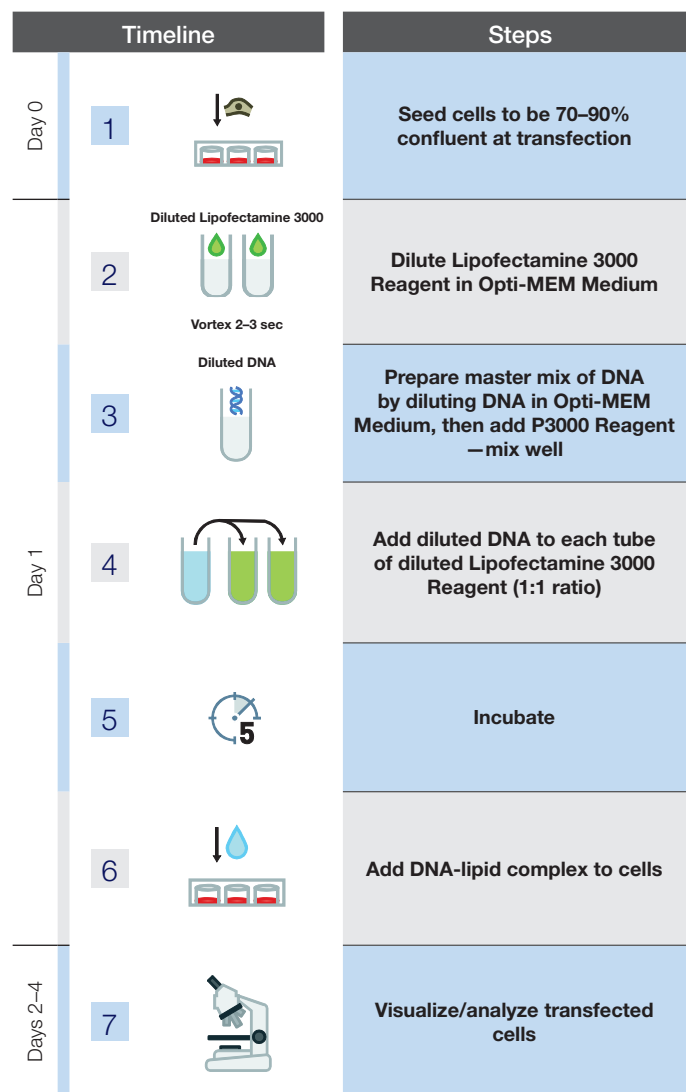 Timeline
Steps
Day 0
1
Seed cells to be 70–90%
confluent at transfection
Day 1
2
Diluted Lipofectamine 3000
Vortex 2–3 sec
Dilute Lipofectamine 3000
Reagent in Opti-MEM Medium
3
Diluted DNA
Prepare master mix of DNA
by diluting DNA in Opti-MEM
Medium, then add P3000 Reagent
—mix well
4
Add diluted DNA to each tube
of diluted Lipofectamine 3000
Reagent (1:1 ratio)
5
5
Incubate
6
Add DNA-lipid complex to cells
Days 2–4
7
Visualize/analyze transfected
cells